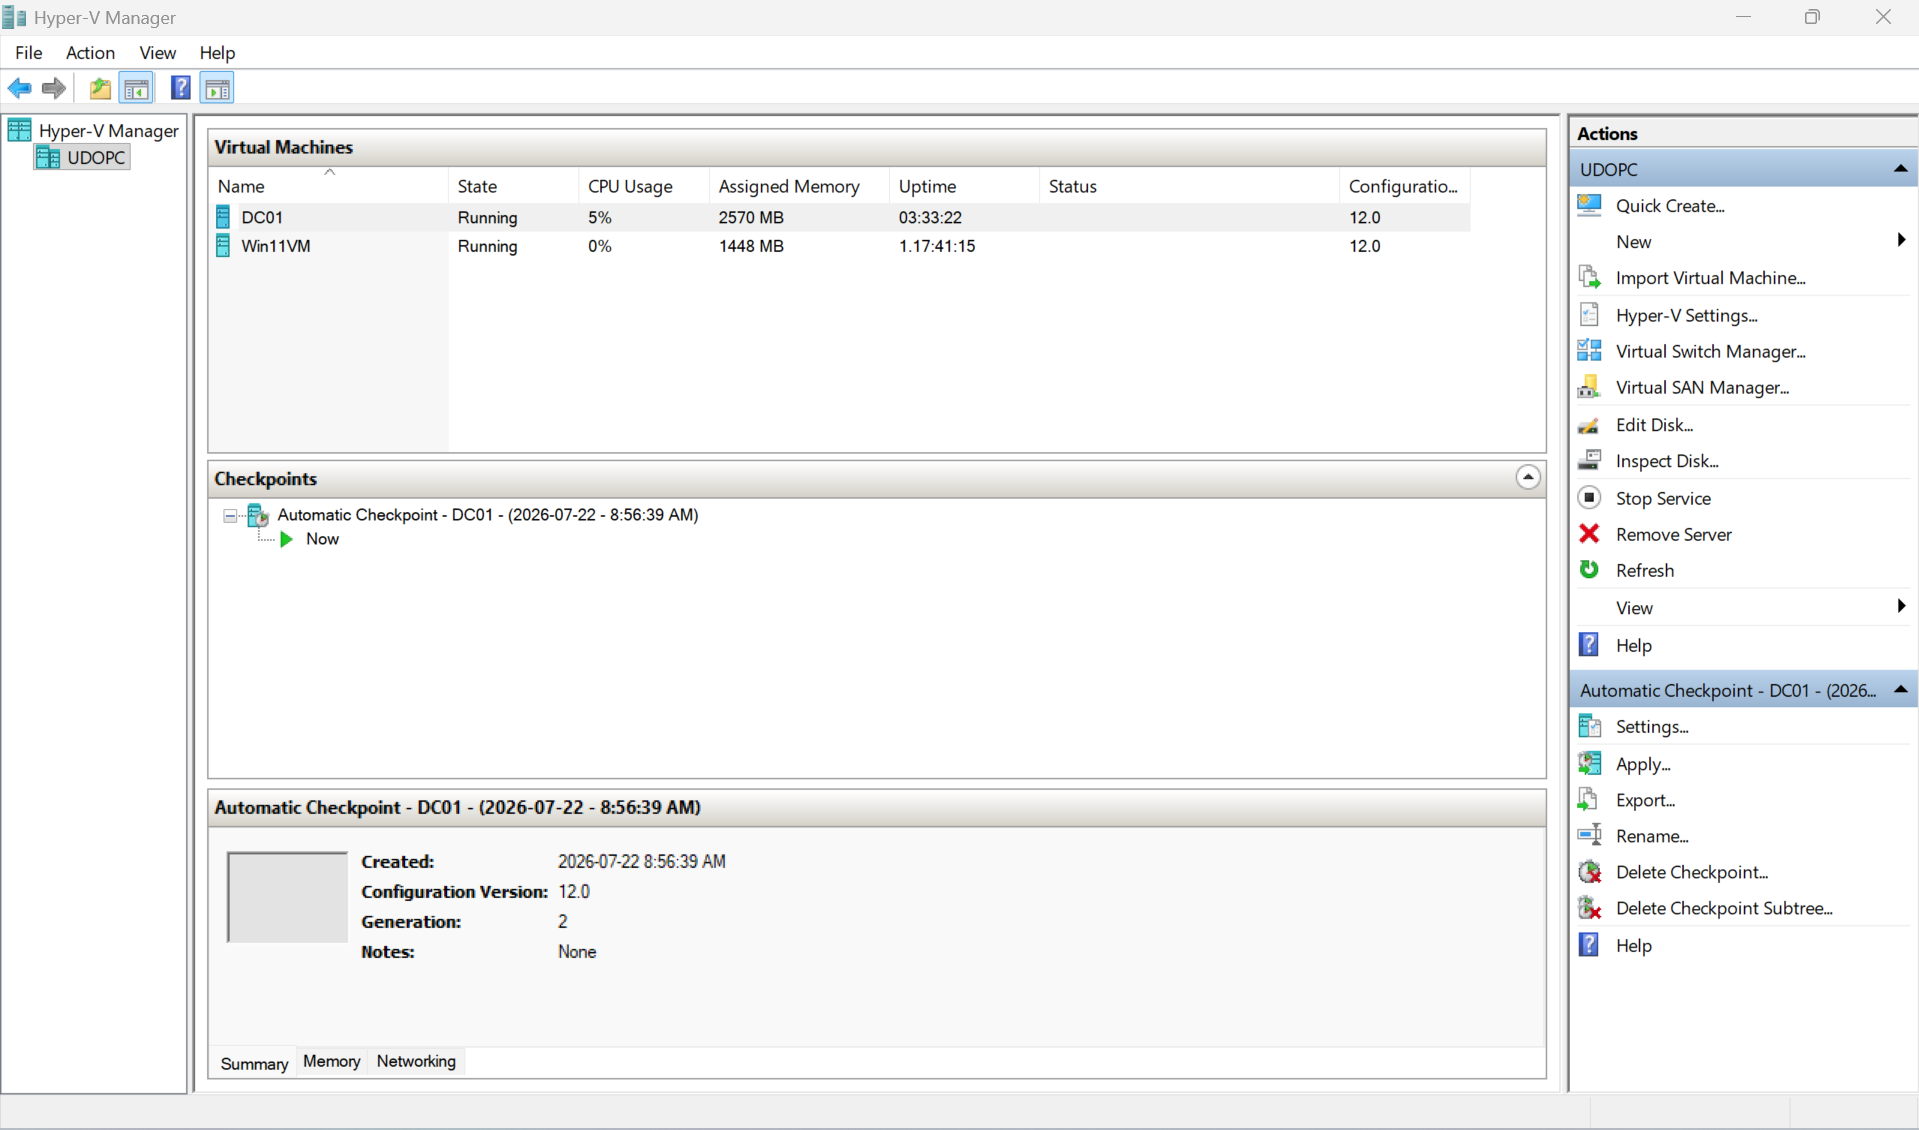 Hyper-V Manager
File Action View Help
Hyper-V Manager
UDOPC
Virtual Machines
Name State CPU Usage Assigned Memory Uptime Status Configuratio...
DC01 Running 5% 2570 MB 03:33:22 12.0
Win11VM Running 0% 1448 MB 1.17:41:15 12.0
Checkpoints
Automatic Checkpoint - DC01 - (2026-07-22 - 8:56:39 AM)
Now
Automatic Checkpoint - DC01 - (2026-07-22 - 8:56:39 AM)
Created: 2026-07-22 8:56:39 AM
Configuration Version: 12.0
Generation: 2
Notes: None
Summary Memory Networking
Actions
UDOPC
Quick Create...
New
Import Virtual Machine...
Hyper-V Settings...
Virtual Switch Manager...
Virtual SAN Manager...
Edit Disk...
Inspect Disk...
Stop Service
Remove Server
Refresh
View
Help
Automatic Checkpoint - DC01 - (2026...
Settings...
Apply...
Export...
Rename...
Delete Checkpoint...
Delete Checkpoint Subtree...
Help